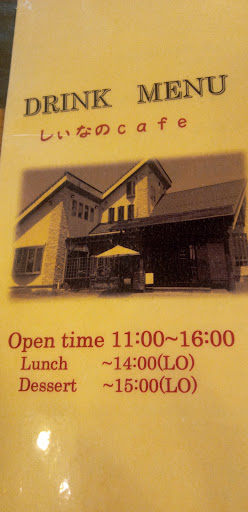 DRINK MENU
しぃなのcafe
Open time 11:00~16:00
Lunch ~14:00(LO)
Dessert ~15:00(LO)